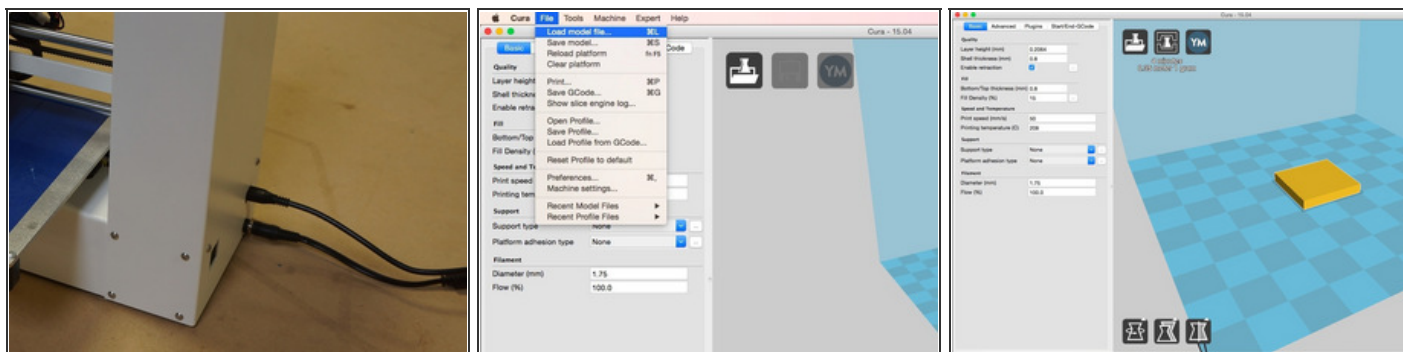 Cura File Tools Machine Expert Help
Load model file... ⌘L
Save model... ⌘S
Reload platform fn F5
Clear platform
Print... ⌘P
Save GCode... ⌘G
Show slice engine log...
Open Profile...
Save Profile...
Load Profile from GCode...
Reset Profile to default
Preferences... ⌘,
Machine settings...
Recent Model Files
Recent Profile Files
Cura - 15.04
Basic
Code
Quality
Layer height
Shell thickne
Enable retra
Fill
Bottom/Top
Fill Density (
Speed and Te
Print speed
Printing tem
Support
Support type None
Platform adhesion type None
Filament
Diameter (mm) 1.75
Flow (%) 100.0
YM
Cura - 15.04
Basic Advanced Plugins Start/End-GCode
Quality
Layer height (mm)
Shell thickness (mm) 0.8
Enable retraction
Fill
Bottom/Top thickness (mm) 0.8
Fill Density (%) 15
Speed and Temperature
Print speed (mm/s) 50
Printing temperature (C)
Support
Support type None
Platform adhesion type None
Filament
Diameter (mm) 1.75
Flow (%) 100.0
YM